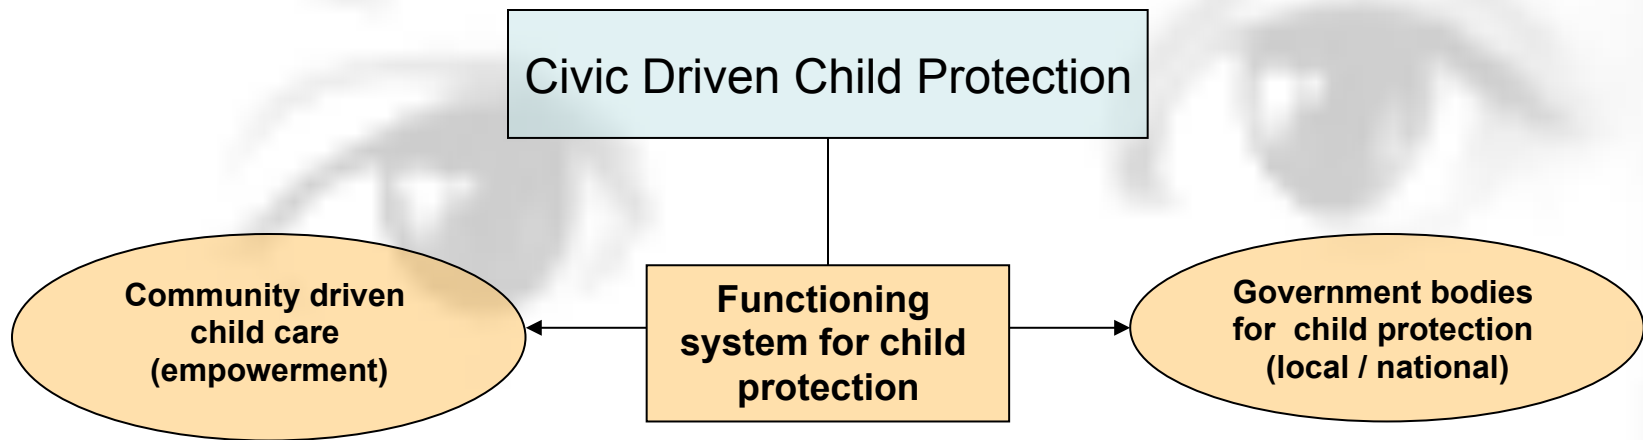 Civic Driven Child Protection
Community driven
child care
(empowerment)
Functioning
system for child
protection
Government bodies
for  child protection
(local / national)